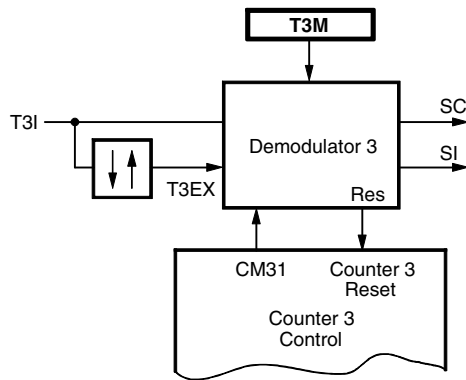 T3M
SC
T3I
Demodulator 3
SI
T3EX
Res
CM31
Counter 3
Reset
Counter 3
Control